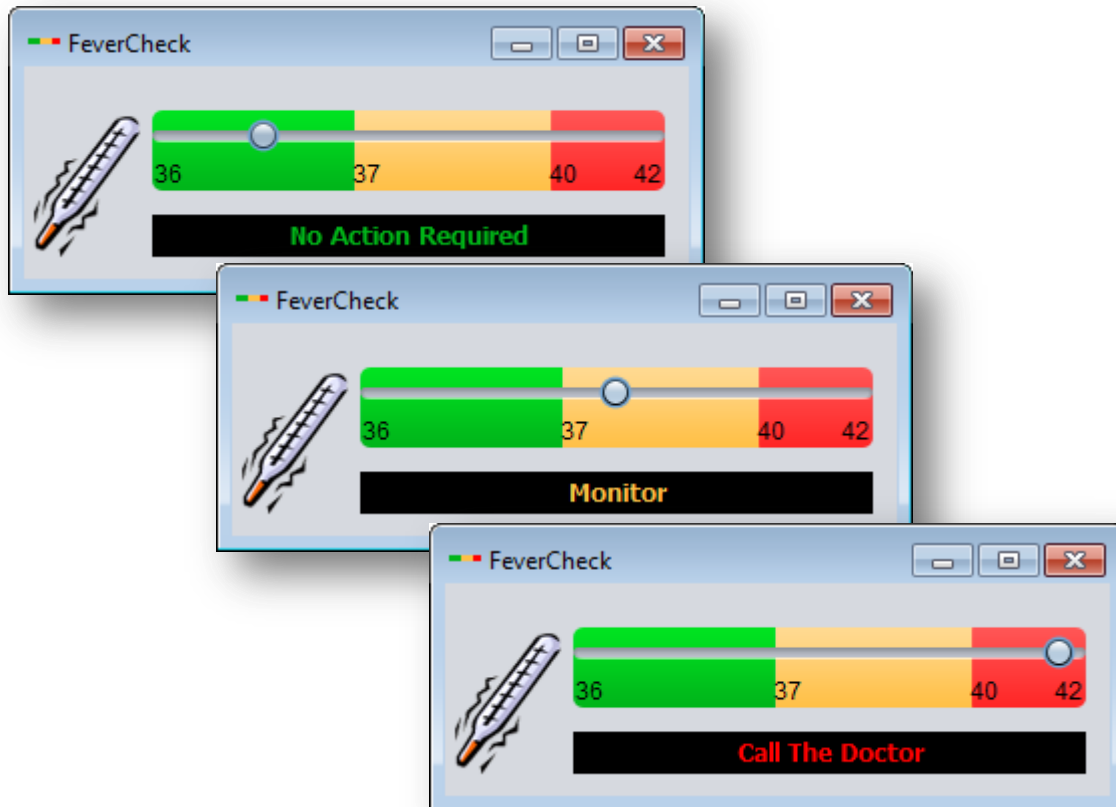 FeverCheck
36 37 40 42
No Action Required
FeverCheck
36 37 40 42
Monitor
FeverCheck
36 37 40 42
Call The Doctor